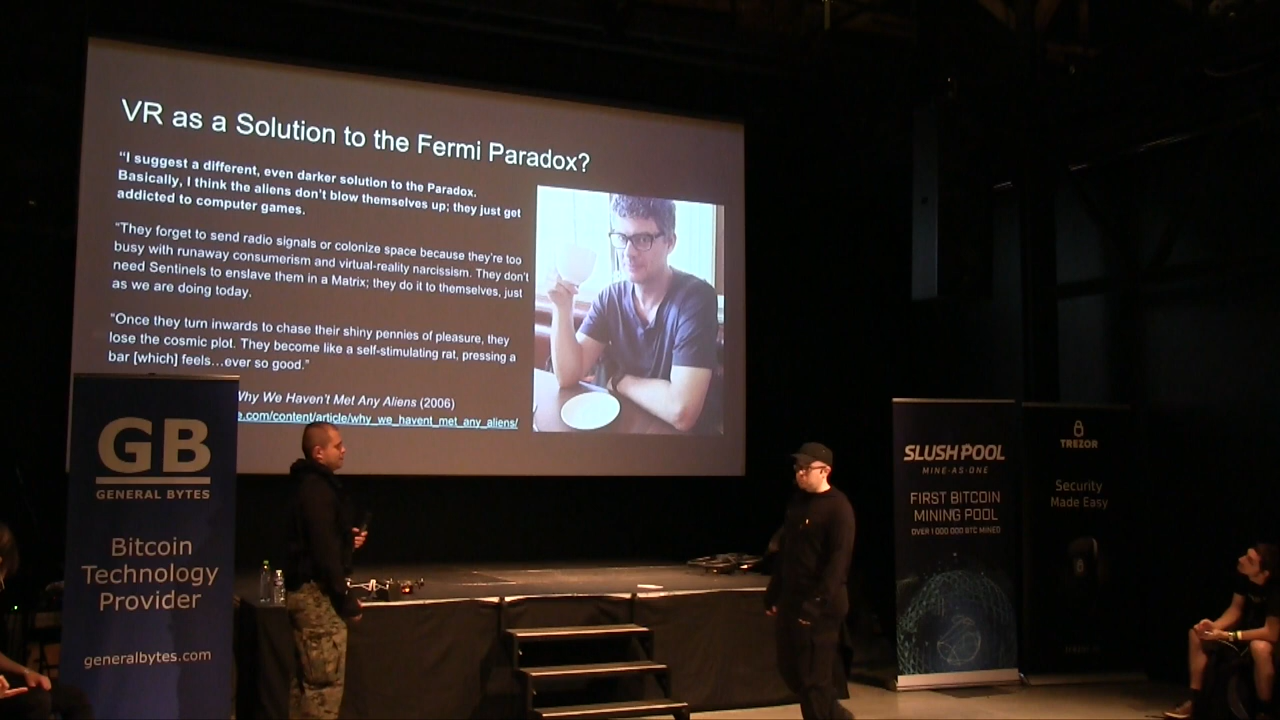 VR as a Solution to the Fermi Paradox?
“I suggest a different, even darker solution to the Paradox.
Basically, I think the aliens don’t blow themselves up; they just get
addicted to computer games.
“They forget to send radio signals or colonize space because they’re too
busy with runaway consumerism and virtual-reality narcissism. They don’t
need Sentinels to enslave them in a Matrix; they do it to themselves, just
as we are doing today.
“Once they turn inwards to chase their shiny pennies of pleasure, they
lose the cosmic plot. They become like a self-stimulating rat, pressing a
bar [which] feels…ever so good.”
Why We Haven’t Met Any Aliens (2006)
e.com/content/article/why_we_havent_met_any_aliens/
GB
GENERAL BYTES
Bitcoin
Technology
Provider
generalbytes.com
SLUSHPOOL
MINE-AS-ONE
FIRST BITCOIN
MINING POOL
OVER 1 000 000 BTC MINED
TREZOR
Security
Made Easy